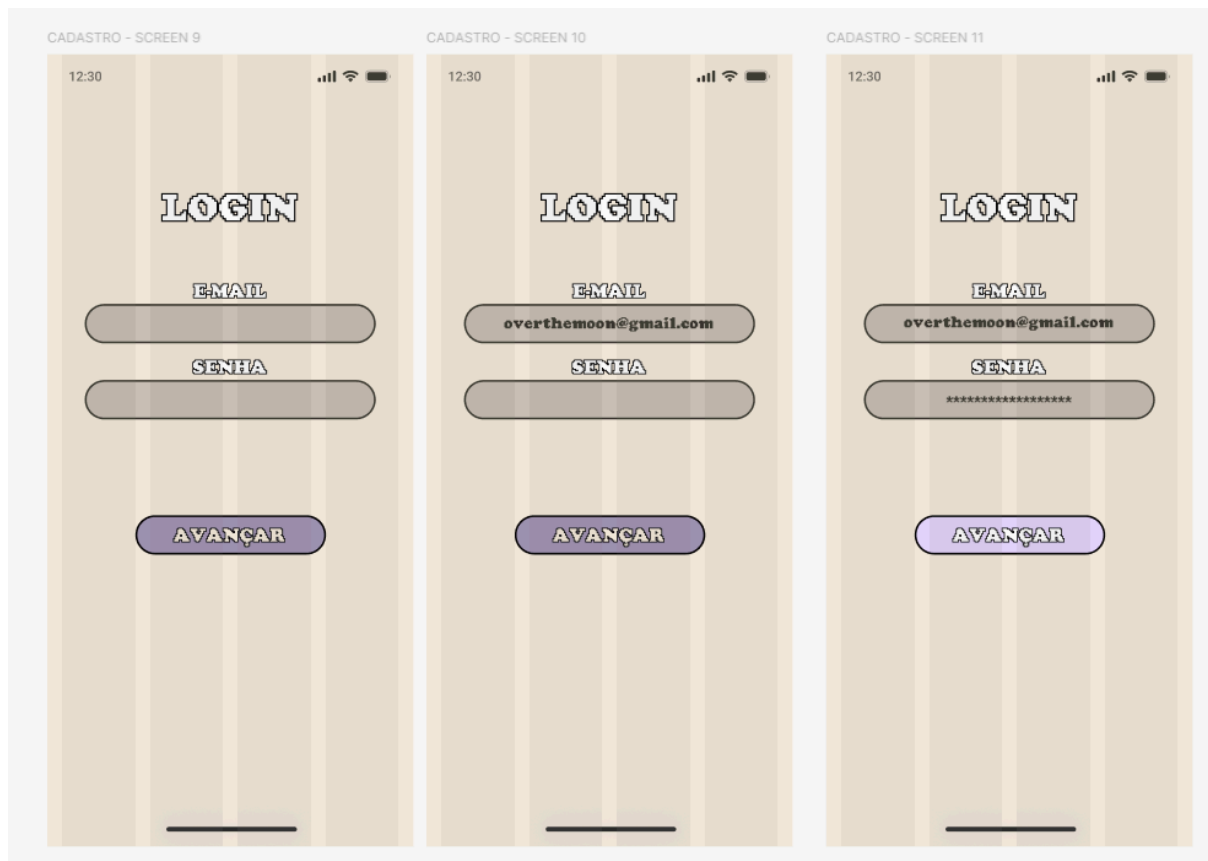 CADASTRO - SCREEN 9
12:30
LOGIN
E-MAIL
SENHA
AVANÇAR
CADASTRO - SCREEN 10
12:30
LOGIN
E-MAIL
overthemoon@gmail.com
SENHA
AVANÇAR
CADASTRO - SCREEN 11
12:30
LOGIN
E-MAIL
overthemoon@gmail.com
SENHA
******************
AVANÇAR